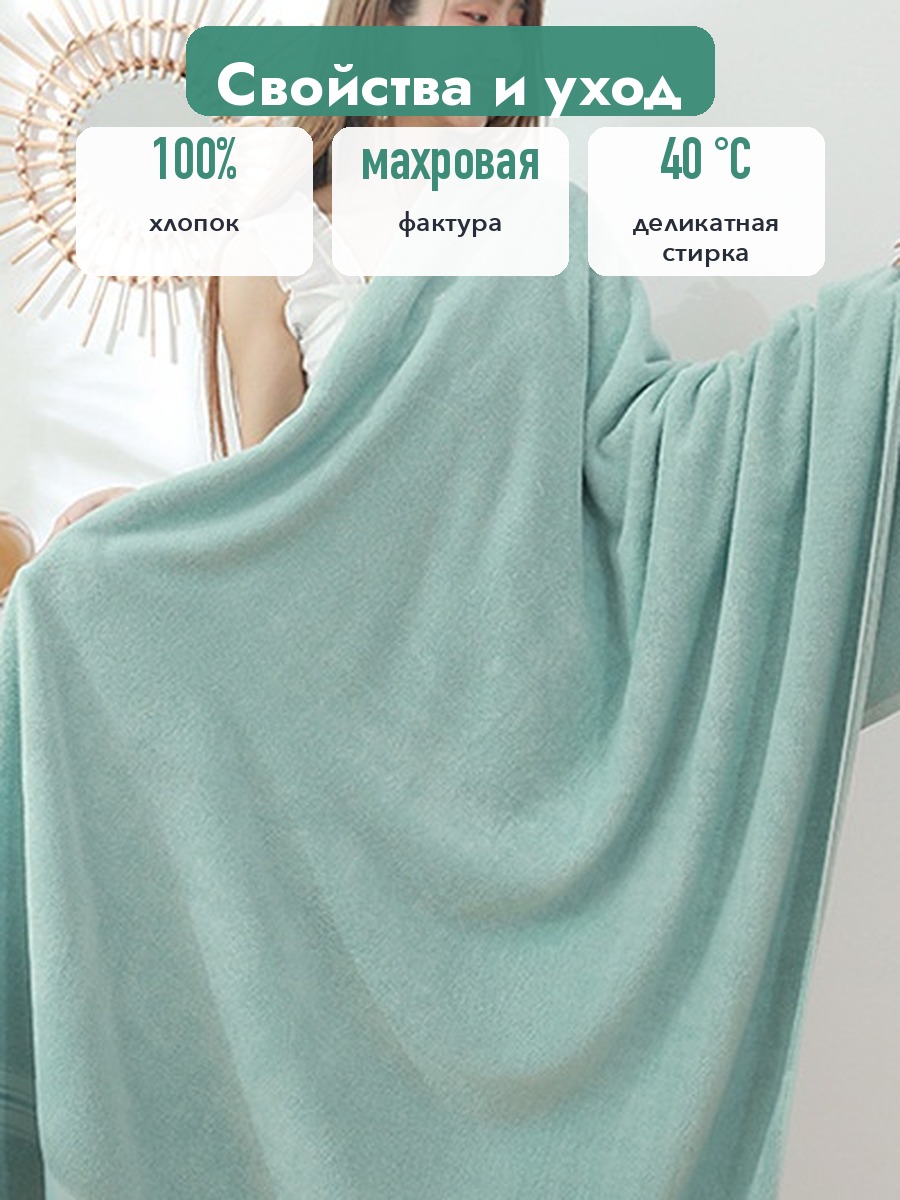 Свойства и уход
100%
хлопок
махровая
фактура
40 °C
деликатная
стирка